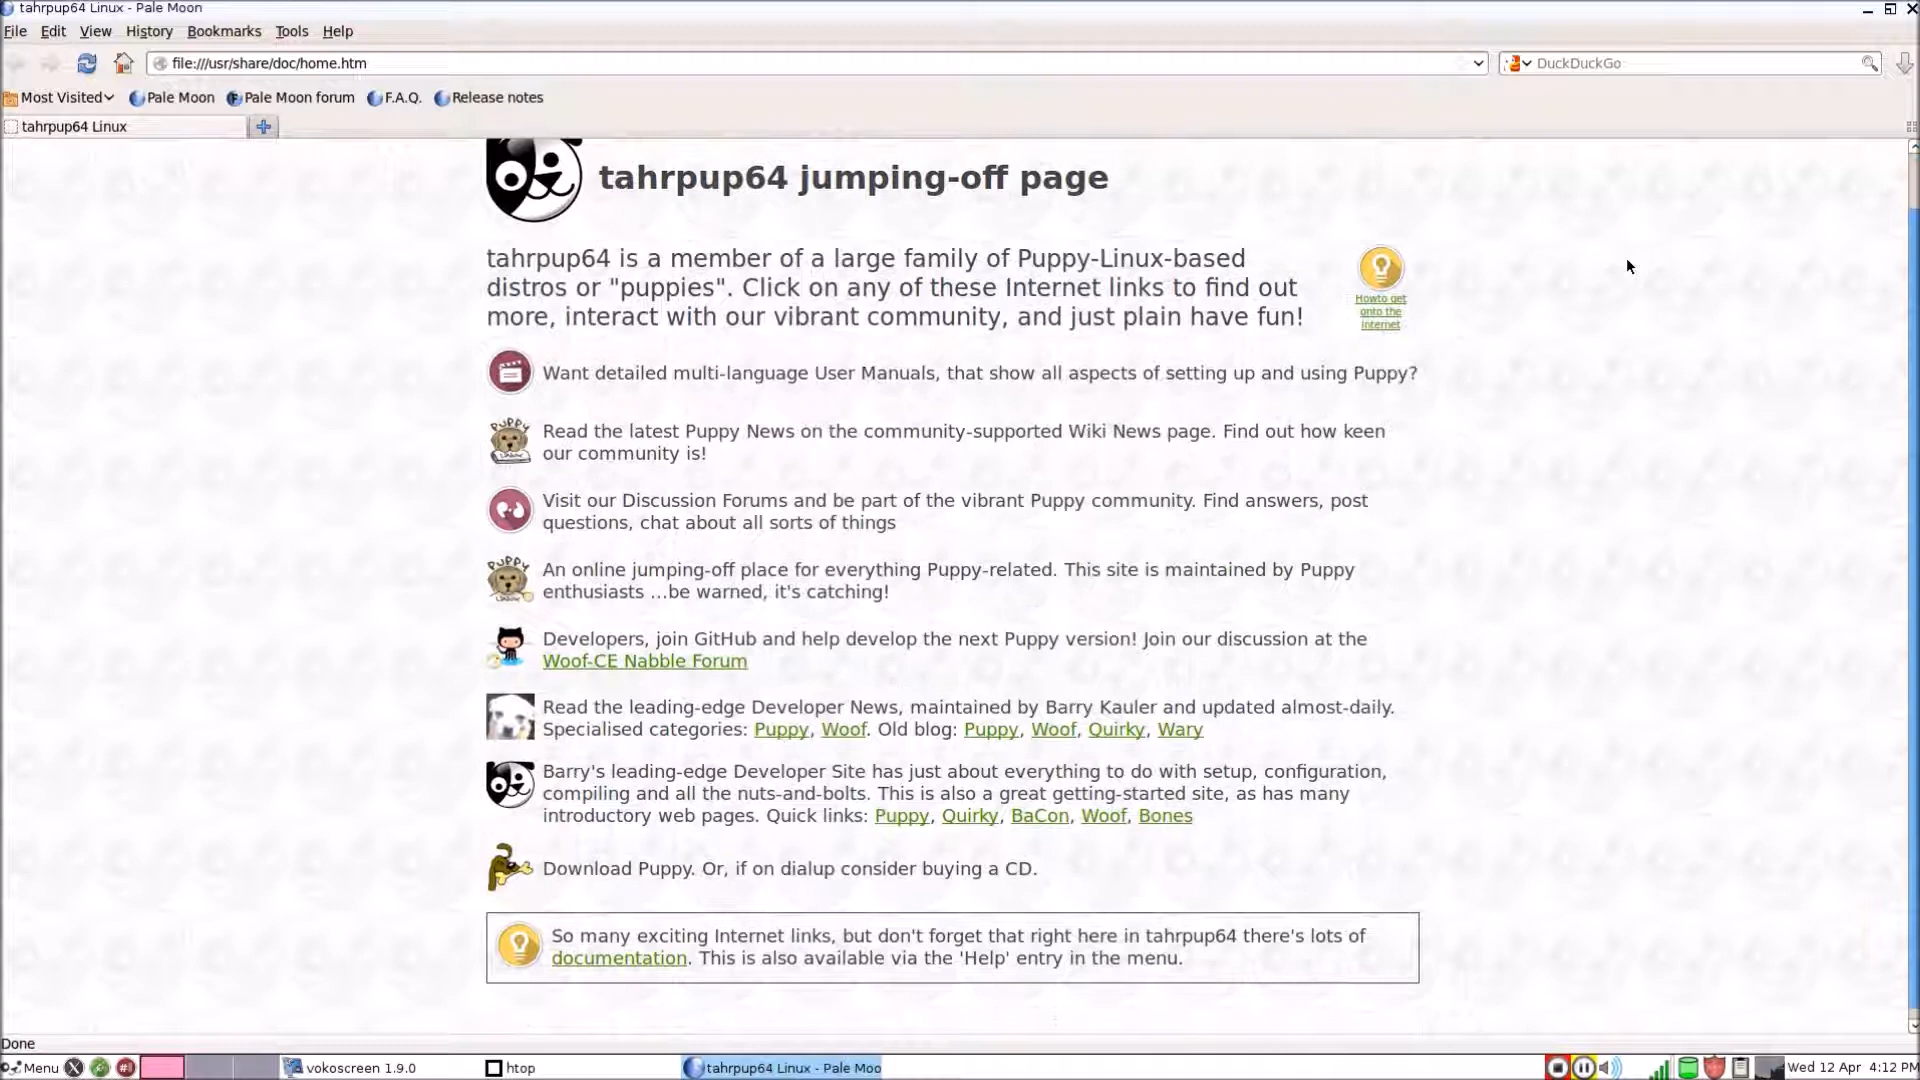 tahrpup64 Linux - Pale Moon
File Edit View History Bookmarks Tools Help
file:///usr/share/doc/home.htm
DuckDuckGo
Most Visited Pale Moon Pale Moon forum F.A.Q. Release notes
tahrpup64 Linux
tahrpup64 jumping-off page
tahrpup64 is a member of a large family of Puppy-Linux-based
distros or "puppies". Click on any of these Internet links to find out
more, interact with our vibrant community, and just plain have fun!
Howto get
onto the
internet
Want detailed multi-language User Manuals, that show all aspects of setting up and using Puppy?
Read the latest Puppy News on the community-supported Wiki News page. Find out how keen
our community is!
Visit our Discussion Forums and be part of the vibrant Puppy community. Find answers, post
questions, chat about all sorts of things
An online jumping-off place for everything Puppy-related. This site is maintained by Puppy
enthusiasts ...be warned, it's catching!
Developers, join GitHub and help develop the next Puppy version! Join our discussion at the
Woof-CE Nabble Forum
Read the leading-edge Developer News, maintained by Barry Kauler and updated almost-daily.
Specialised categories: Puppy, Woof. Old blog: Puppy, Woof, Quirky, Wary
Barry's leading-edge Developer Site has just about everything to do with setup, configuration,
compiling and all the nuts-and-bolts. This is also a great getting-started site, as has many
introductory web pages. Quick links: Puppy, Quirky, BaCon, Woof, Bones
Download Puppy. Or, if on dialup consider buying a CD.
So many exciting Internet links, but don't forget that right here in tahrpup64 there's lots of
documentation. This is also available via the 'Help' entry in the menu.
Done
Menu vokoscreen 1.9.0 htop tahrpup64 Linux - Pale Moo Wed 12 Apr 4:12 PM